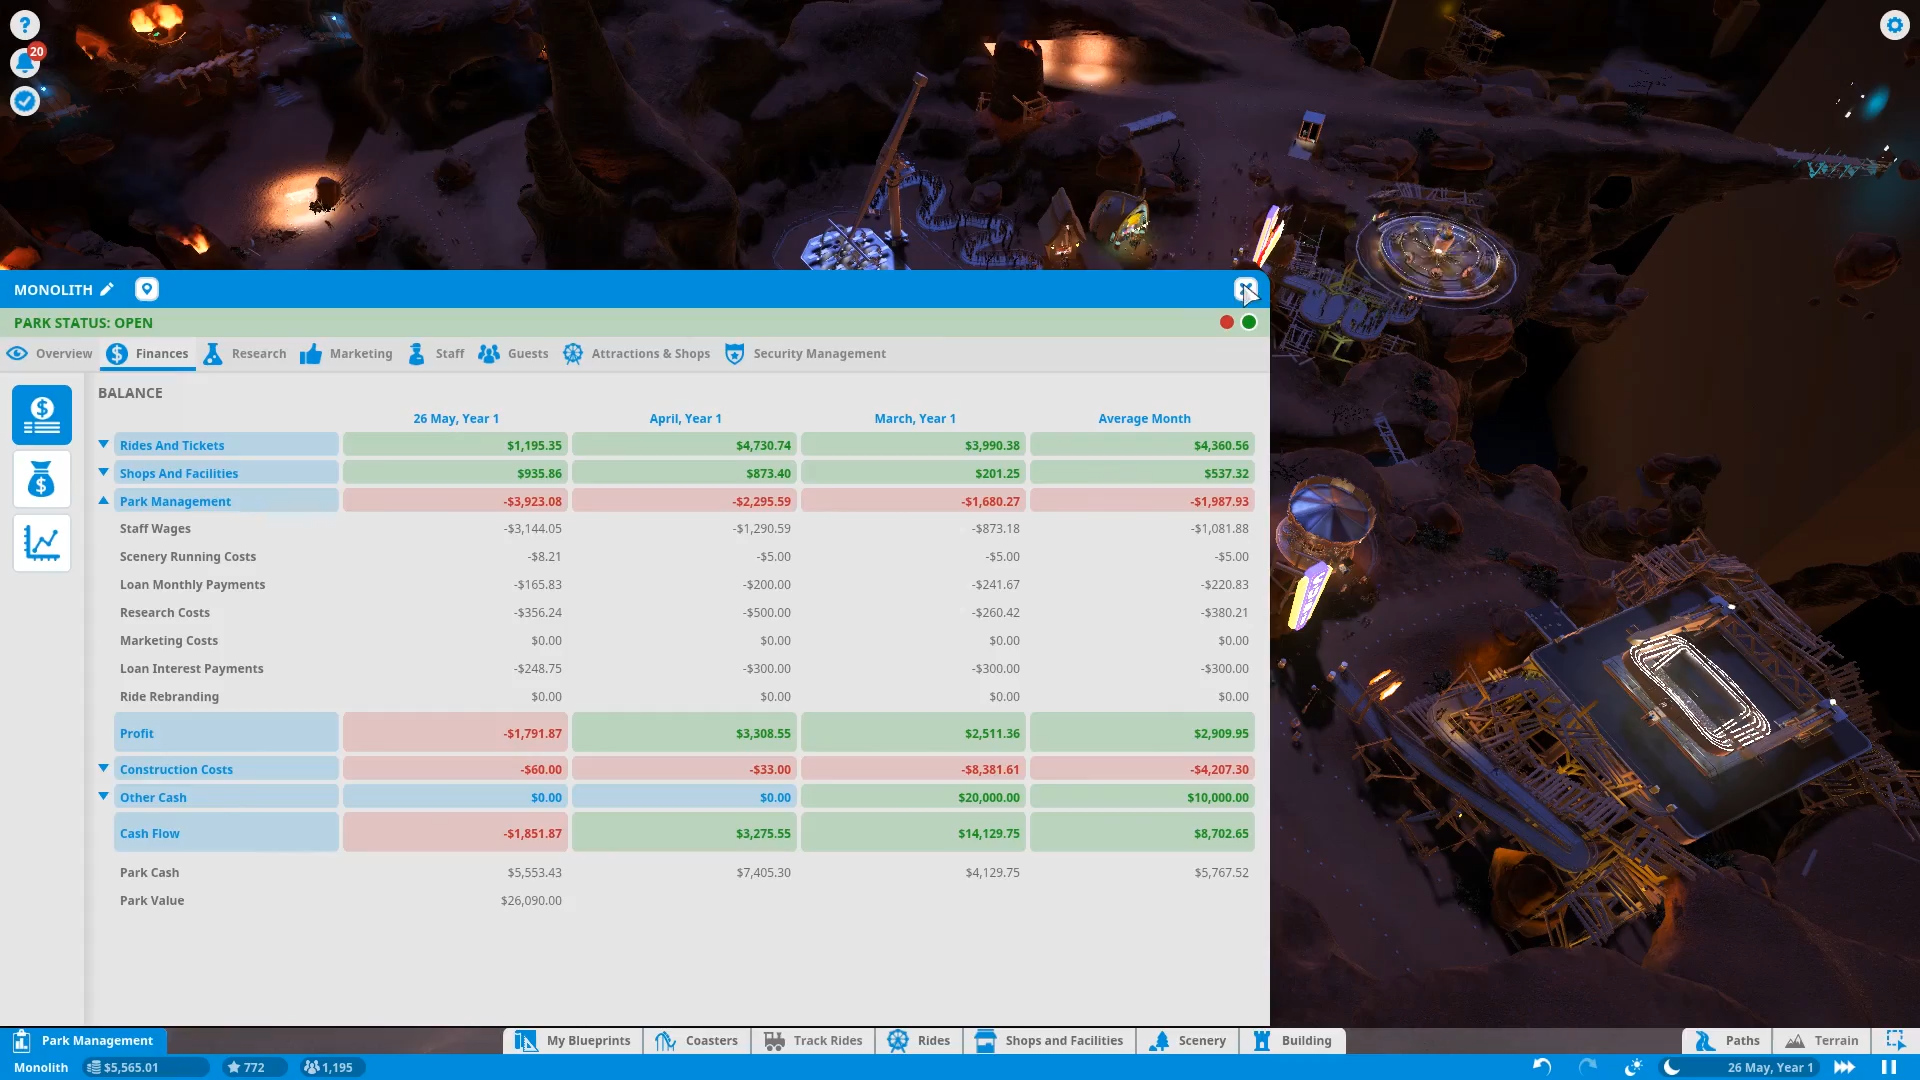 ?
20
MONOLITH
PARK STATUS: OPEN
Overview Finances Research Marketing Staff Guests Attractions & Shops Security Management
BALANCE
26 May, Year 1 April, Year 1 March, Year 1 Average Month
Rides And Tickets $1,195.35 $4,730.74 $3,990.38 $4,360.56
Shops And Facilities $935.86 $873.40 $201.25 $537.32
Park Management -$3,923.08 -$2,295.59 -$1,680.27 -$1,987.93
Staff Wages -$3,144.05 -$1,290.59 -$873.18 -$1,081.88
Scenery Running Costs -$8.21 -$5.00 -$5.00 -$5.00
Loan Monthly Payments -$165.83 -$200.00 -$241.67 -$220.83
Research Costs -$356.24 -$500.00 -$260.42 -$380.21
Marketing Costs $0.00 $0.00 $0.00 $0.00
Loan Interest Payments -$248.75 -$300.00 -$300.00 -$300.00
Ride Rebranding $0.00 $0.00 $0.00 $0.00
Profit -$1,791.87 $3,308.55 $2,511.36 $2,909.95
Construction Costs -$60.00 -$33.00 -$8,381.61 -$4,207.30
Other Cash $0.00 $0.00 $20,000.00 $10,000.00
Cash Flow -$1,851.87 $3,275.55 $14,129.75 $8,702.65
Park Cash $5,553.43 $7,405.30 $4,129.75 $5,767.52
Park Value $26,090.00
Park Management My Blueprints Coasters Track Rides Rides Shops and Facilities Scenery Building Paths Terrain
Monolith $5,565.01 772 1,195 26 May, Year 1